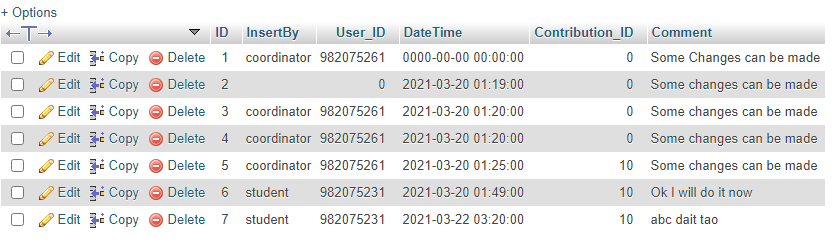 + Options
ID InsertBy User_ID DateTime Contribution_ID Comment
Edit Copy Delete 1 coordinator 982075261 0000-00-00 00:00:00 0 Some Changes can be made
Edit Copy Delete 2 0 2021-03-20 01:19:00 0 Some changes can be made
Edit Copy Delete 3 coordinator 982075261 2021-03-20 01:20:00 0 Some changes can be made
Edit Copy Delete 4 coordinator 982075261 2021-03-20 01:20:00 0 Some changes can be made
Edit Copy Delete 5 coordinator 982075261 2021-03-20 01:25:00 10 Some changes can be made
Edit Copy Delete 6 student 982075231 2021-03-20 01:49:00 10 Ok I will do it now
Edit Copy Delete 7 student 982075231 2021-03-22 03:20:00 10 abc dait tao